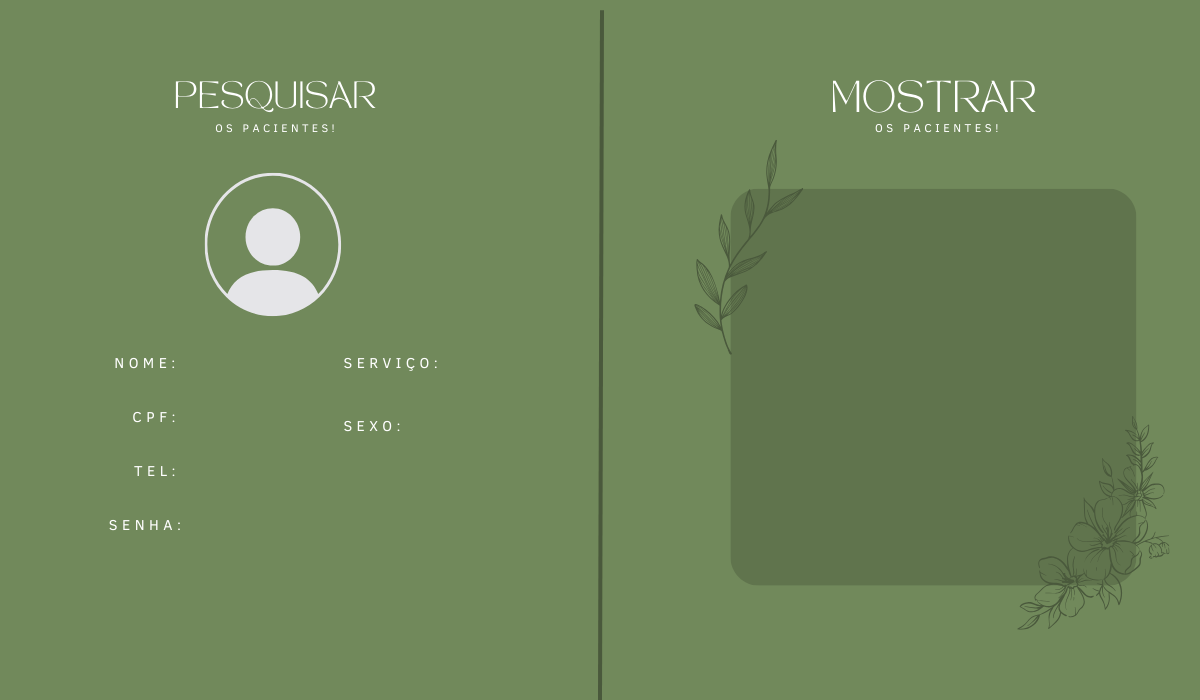 PESQUISAR
OS PACIENTES!
NOME:
CPF:
TEL:
SENHA:
SERVIÇO:
SEXO:
MOSTRAR
OS PACIENTES!